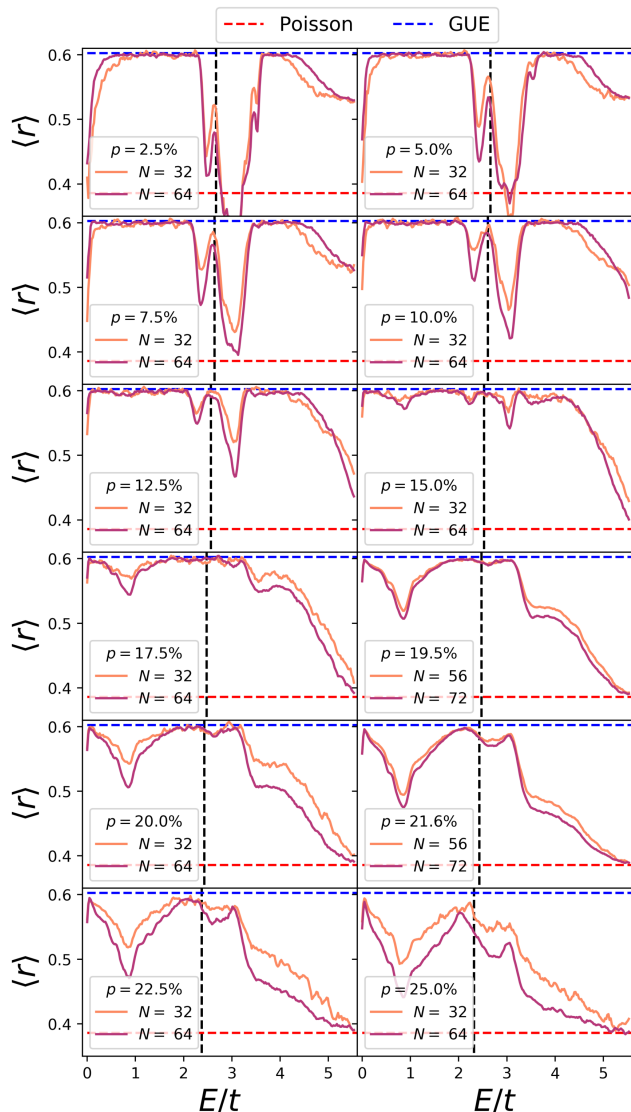 Poisson GUE
0.6
0.5
0.4
⟨r⟩
p = 2.5%
N = 32
N = 64
p = 5.0%
N = 32
N = 64
0.6
0.5
0.4
⟨r⟩
p = 7.5%
N = 32
N = 64
p = 10.0%
N = 32
N = 64
0.6
0.5
0.4
⟨r⟩
p = 12.5%
N = 32
N = 64
p = 15.0%
N = 32
N = 64
0.6
0.5
0.4
⟨r⟩
p = 17.5%
N = 32
N = 64
p = 19.5%
N = 56
N = 72
0.6
0.5
0.4
⟨r⟩
p = 20.0%
N = 32
N = 64
p = 21.6%
N = 56
N = 72
0.6
0.5
0.4
⟨r⟩
p = 22.5%
N = 32
N = 64
p = 25.0%
N = 32
N = 64
0 1 2 3 4 5 0 1 2 3 4 5
E/t E/t